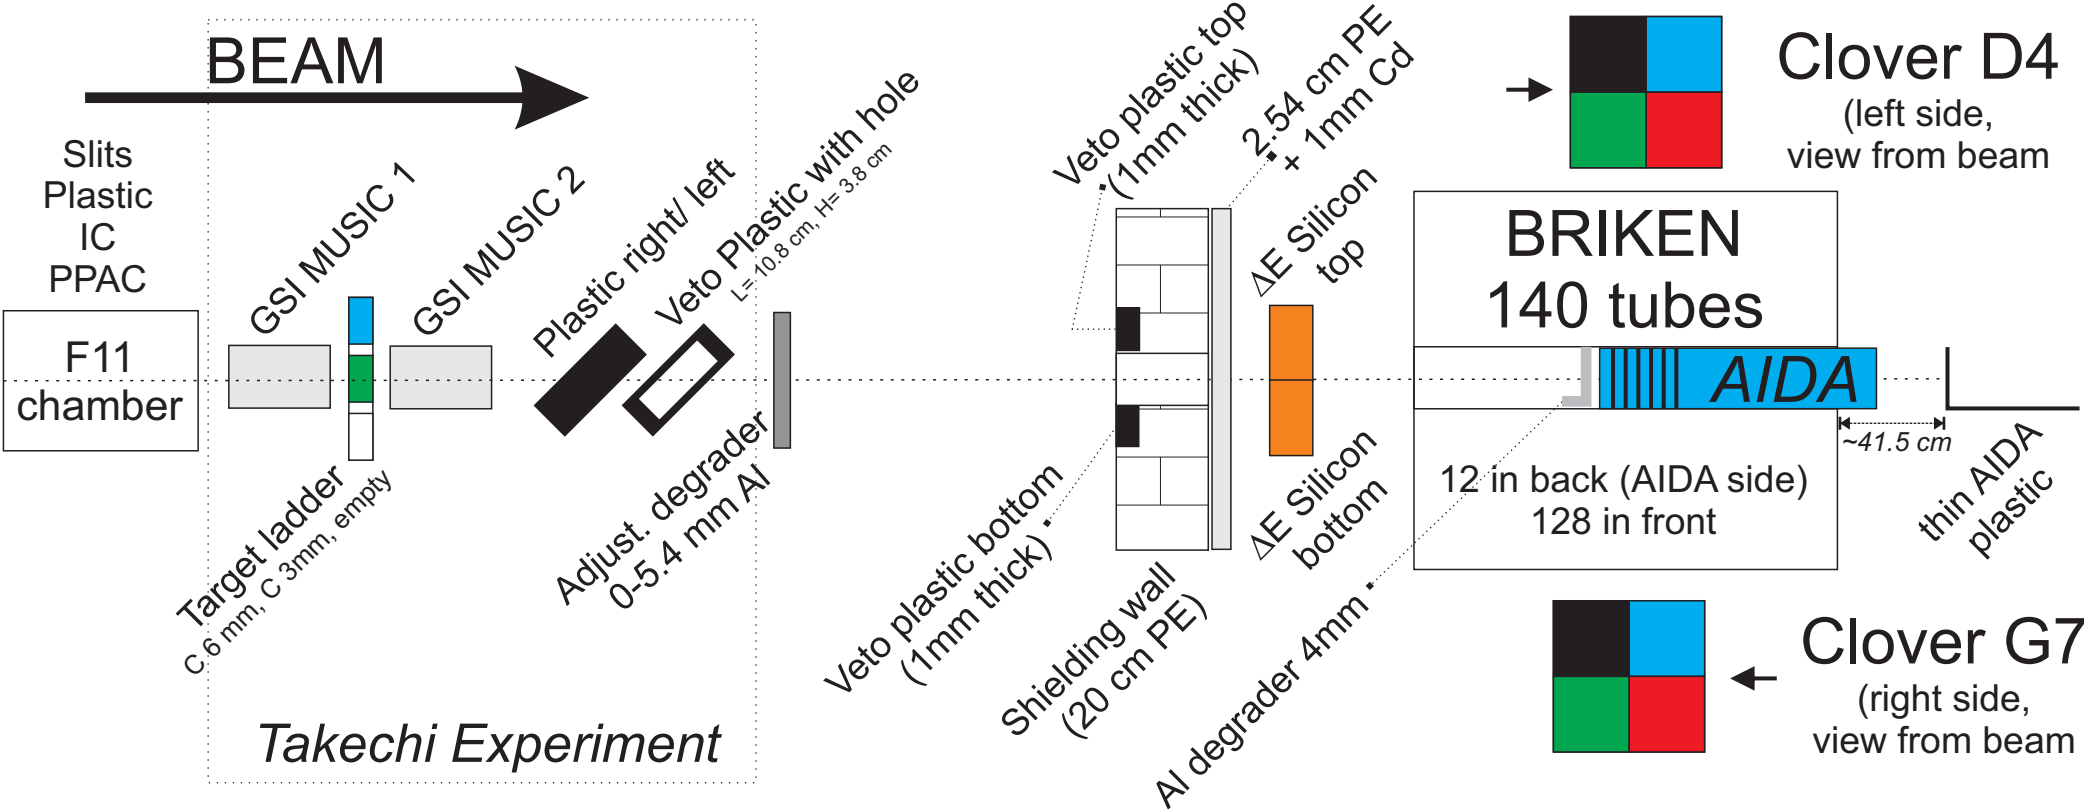 BEAM
Slits
Plastic
IC
PPAC
F11
chamber
GSI MUSIC 1
GSI MUSIC 2
Plastic right/ left
Veto Plastic with hole
L= 10.8 cm, H= 3.8 cm
Target ladder
C 6 mm, C 3mm, empty
Adjust. degrader
0-5.4 mm Al
Takechi Experiment
Veto plastic top
(1mm thick)
2.54 cm PE
+ 1mm Cd
Veto plastic bottom
(1mm thick)
Shielding wall
(20 cm PE)
ΔE Silicon
top
ΔE Silicon
bottom
Al degrader 4mm
Clover D4
(left side,
view from beam
BRIKEN
140 tubes
AIDA
~41.5 cm
12 in back (AIDA side)
128 in front
thin AIDA
plastic
Clover G7
(right side,
view from beam